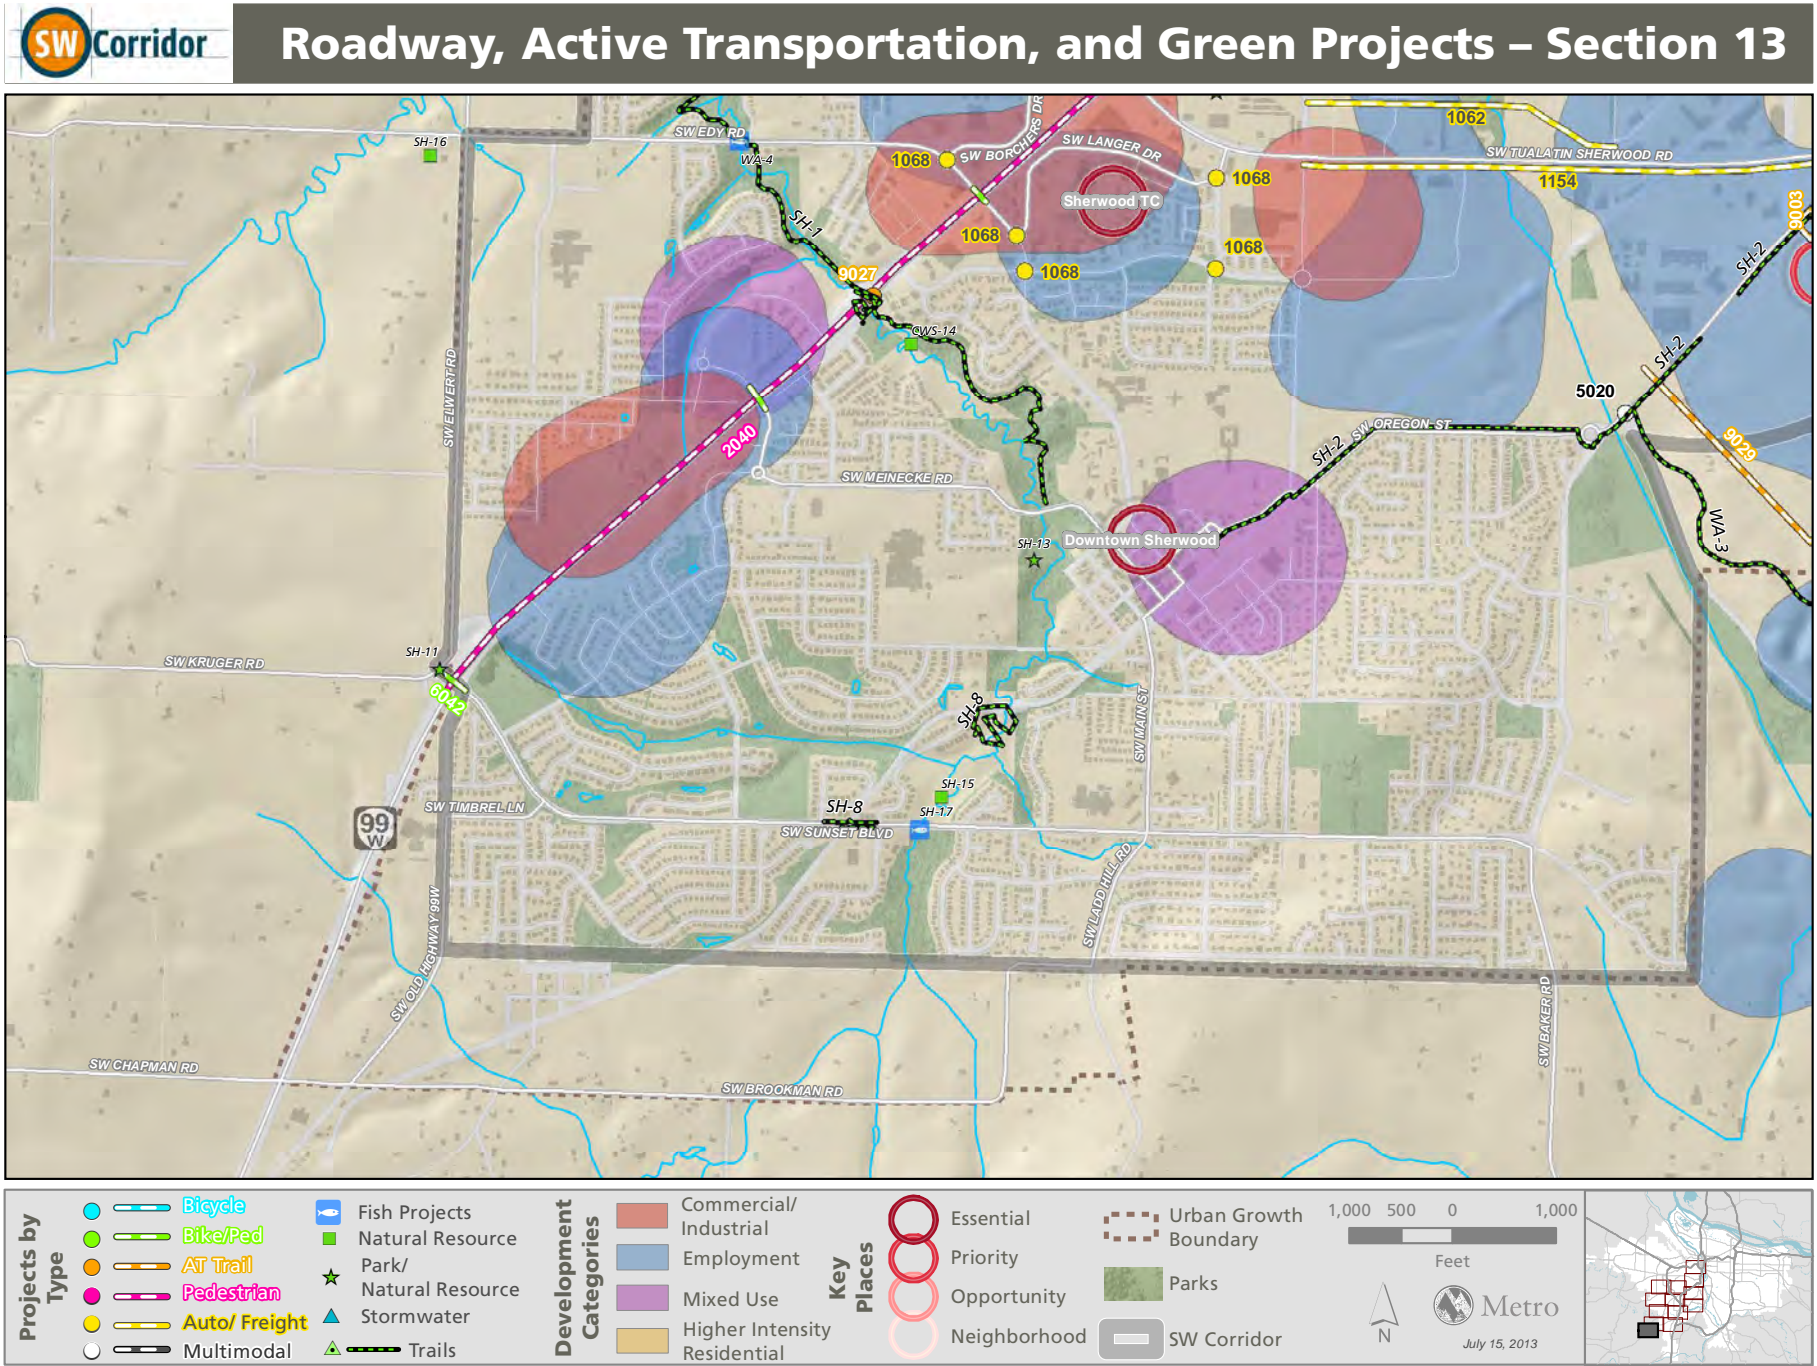 SW Corridor
Roadway, Active Transportation, and Green Projects – Section 13
SH-16
SW EDY RD
WA-4
SH-1
1068
SW BORCHERS DR
SW LANGER DR
Sherwood TC
1068
1068
1068
1068
1062
SW TUALATIN SHERWOOD RD
1154
9003
SH-2
9027
CWS-14
SW ELWERT RD
2040
SW MEINECKE RD
SH-2
5020
SW OREGON ST
SH-2
9029
WA-3
SH-13
Downtown Sherwood
SH-11
SW KRUGER RD
6042
SH-8
SW MAIN ST
SH-15
SH-17
SH-8
SW TIMBREL LN
SW SUNSET BLVD
99
W
SW LADD HILL RD
SW OLD HIGHWAY 99W
SW BAKER RD
SW CHAPMAN RD
SW BROOKMAN RD
Projects by
Type
Bicycle
Bike/Ped
AT Trail
Pedestrian
Auto/ Freight
Multimodal
Fish Projects
Natural Resource
Park/
Natural Resource
Stormwater
Trails
Development
Categories
Commercial/
Industrial
Employment
Mixed Use
Higher Intensity
Residential
Key
Places
Essential
Priority
Opportunity
Neighborhood
Urban Growth
Boundary
Parks
SW Corridor
1,000 500 0 1,000
Feet
N
Metro
July 15, 2013